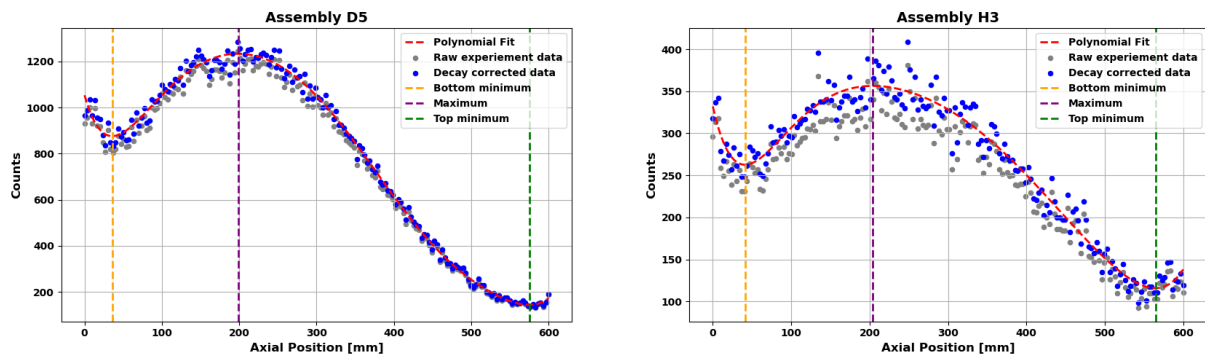 Assembly D5
Counts
1200
1000
800
600
400
200
0 100 200 300 400 500 600
Axial Position [mm]
Polynomial Fit
Raw experiement data
Decay corrected data
Bottom minimum
Maximum
Top minimum
Assembly H3
Counts
400
350
300
250
200
150
100
0 100 200 300 400 500 600
Axial Position [mm]
Polynomial Fit
Raw experiement data
Decay corrected data
Bottom minimum
Maximum
Top minimum